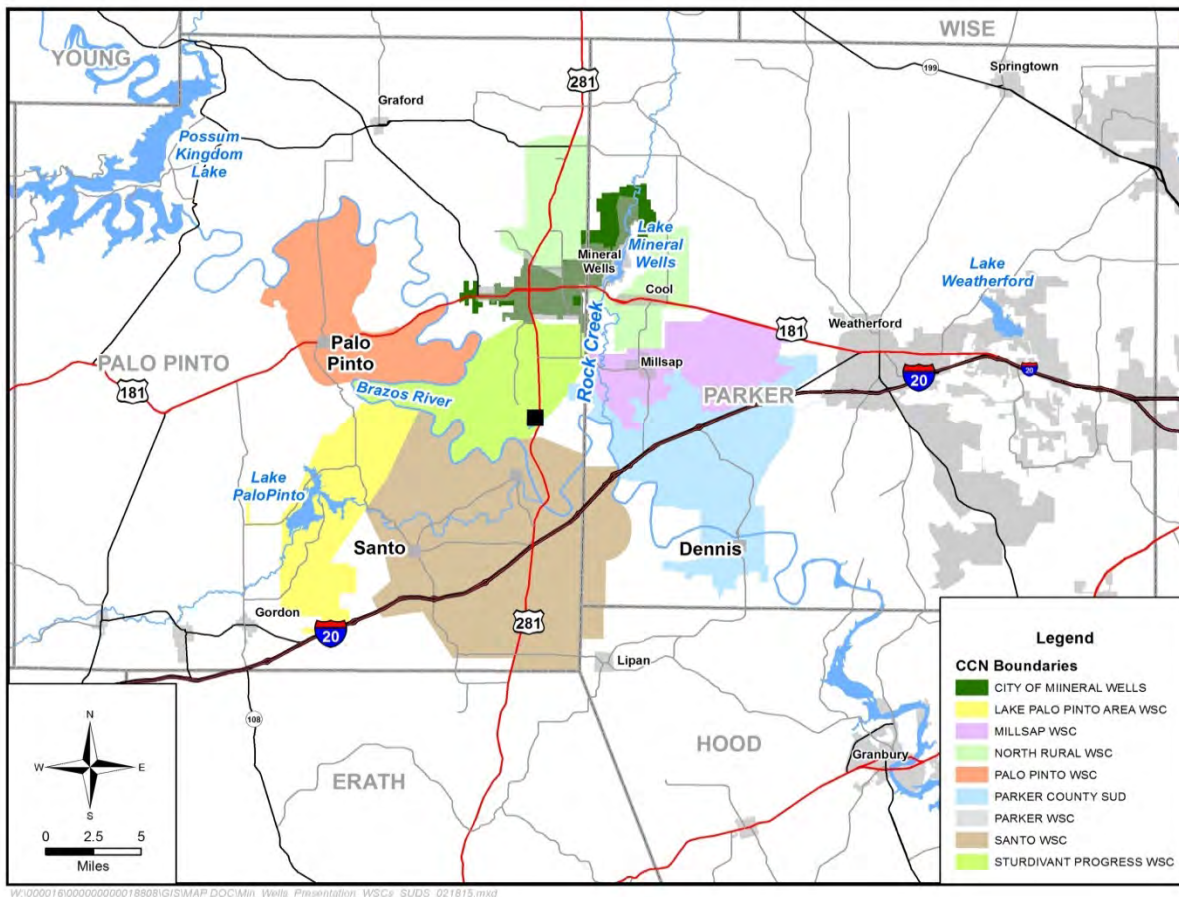 YOUNG
WISE
281
199
Springtown
Graford
Possum
Kingdom
Lake
Mineral
Wells
Lake
Mineral
Wells
Cool
Lake
Weatherford
Rock Creek
181
Weatherford
Palo
Pinto
PALO PINTO
Millsap
20
20
181
Brazos River
PARKER
Lake
PaloPinto
Santo
Dennis
Gordon
281
20
Lipan
108
HOOD
Granbury
ERATH
N
W E
S
0 2.5 5
Miles
Legend
CCN Boundaries
CITY OF MIINERAL WELLS
LAKE PALO PINTO AREA WSC
MILLSAP WSC
NORTH RURAL WSC
PALO PINTO WSC
PARKER COUNTY SUD
PARKER WSC
SANTO WSC
STURDIVANT PROGRESS WSC